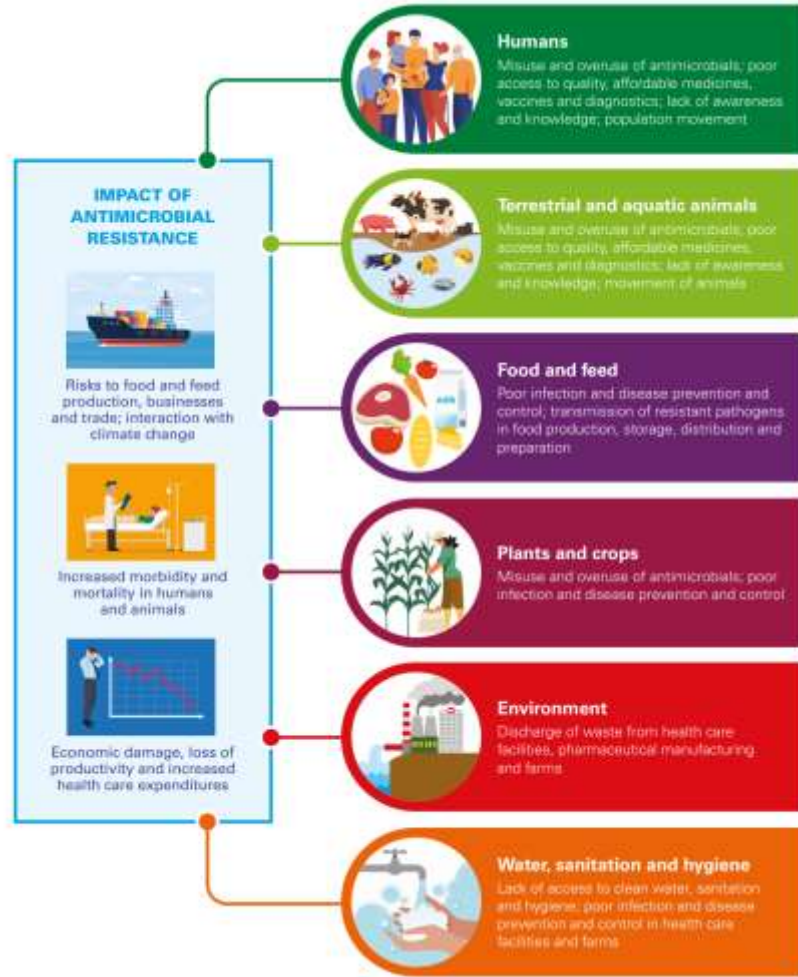 Humans
Misuse and overuse of antimicrobials; poor
access to quality, affordable medicines,
vaccines and diagnostics; lack of awareness
and knowledge; population movement
IMPACT OF
ANTIMICROBIAL
RESISTANCE
Risks to food and feed
production, businesses
and trade; interaction with
climate change
Increased morbidity and
mortality in humans
and animals
Economic damage, loss of
productivity and increased
health care expenditures
Terrestrial and aquatic animals
Misuse and overuse of antimicrobials; poor
access to quality, affordable medicines,
vaccines and diagnostics; lack of awareness
and knowledge; movement of animals
Food and feed
Poor infection and disease prevention and
control; transmission of resistant pathogens
in food production, storage, distribution and
preparation
Plants and crops
Misuse and overuse of antimicrobials; poor
infection and disease prevention and control
Environment
Discharge of waste from health care
facilities, pharmaceutical manufacturing
and farms
Water, sanitation and hygiene
Lack of access to clean water, sanitation
and hygiene; poor infection and disease
prevention and control in health care
facilities and farms